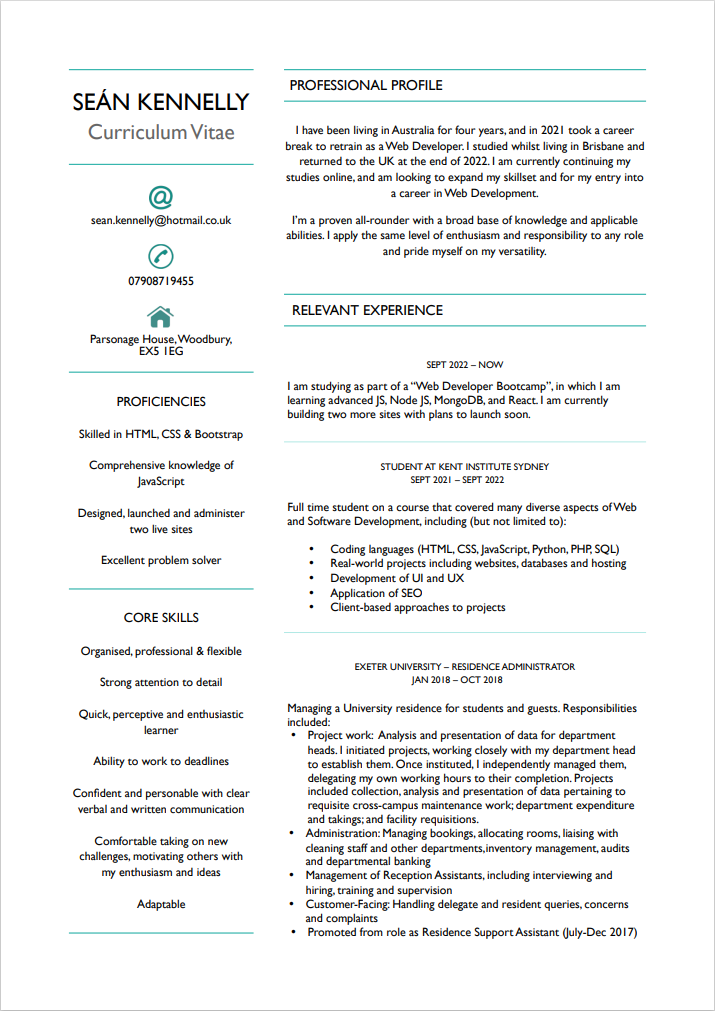 SEÁN KENNELLY
Curriculum Vitae
@
sean.kennelly@hotmail.co.uk
07908719455
Parsonage House, Woodbury,
EX5 1EG
PROFICIENCIES
Skilled in HTML, CSS & Bootstrap
Comprehensive knowledge of
JavaScript
Designed, launched and administer
two live sites
Excellent problem solver
CORE SKILLS
Organised, professional & flexible
Strong attention to detail
Quick, perceptive and enthusiastic
learner
Ability to work to deadlines
Confident and personable with clear
verbal and written communication
Comfortable taking on new
challenges, motivating others with
my enthusiasm and ideas
Adaptable
PROFESSIONAL PROFILE
I have been living in Australia for four years, and in 2021 took a career
break to retrain as a Web Developer. I studied whilst living in Brisbane and
returned to the UK at the end of 2022. I am currently continuing my
studies online, and am looking to expand my skillset and for my entry into
a career in Web Development.
I'm a proven all-rounder with a broad base of knowledge and applicable
abilities. I apply the same level of enthusiasm and responsibility to any role
and pride myself on my versatility.
RELEVANT EXPERIENCE
SEPT 2022 – NOW
I am studying as part of a “Web Developer Bootcamp”, in which I am
learning advanced JS, Node JS, MongoDB, and React. I am currently
building two more sites with plans to launch soon.
STUDENT AT KENT INSTITUTE SYDNEY
SEPT 2021 – SEPT 2022
Full time student on a course that covered many diverse aspects of Web
and Software Development, including (but not limited to):
• Coding languages (HTML, CSS, JavaScript, Python, PHP, SQL)
• Real-world projects including websites, databases and hosting
• Development of UI and UX
• Application of SEO
• Client-based approaches to projects
EXETER UNIVERSITY – RESIDENCE ADMINISTRATOR
JAN 2018 – OCT 2018
Managing a University residence for students and guests. Responsibilities
included:
• Project work: Analysis and presentation of data for department
heads. I initiated projects, working closely with my department head
to establish them. Once instituted, I independently managed them,
delegating my own working hours to their completion. Projects
included collection, analysis and presentation of data pertaining to
requisite cross-campus maintenance work; department expenditure
and takings; and facility requisitions.
• Administration: Managing bookings, allocating rooms, liaising with
cleaning staff and other departments,inventory management, audits
and departmental banking
• Management of Reception Assistants, including interviewing and
hiring, training and supervision
• Customer-Facing: Handling delegate and resident queries, concerns
and complaints
• Promoted from role as Residence Support Assistant (July-Dec 2017)